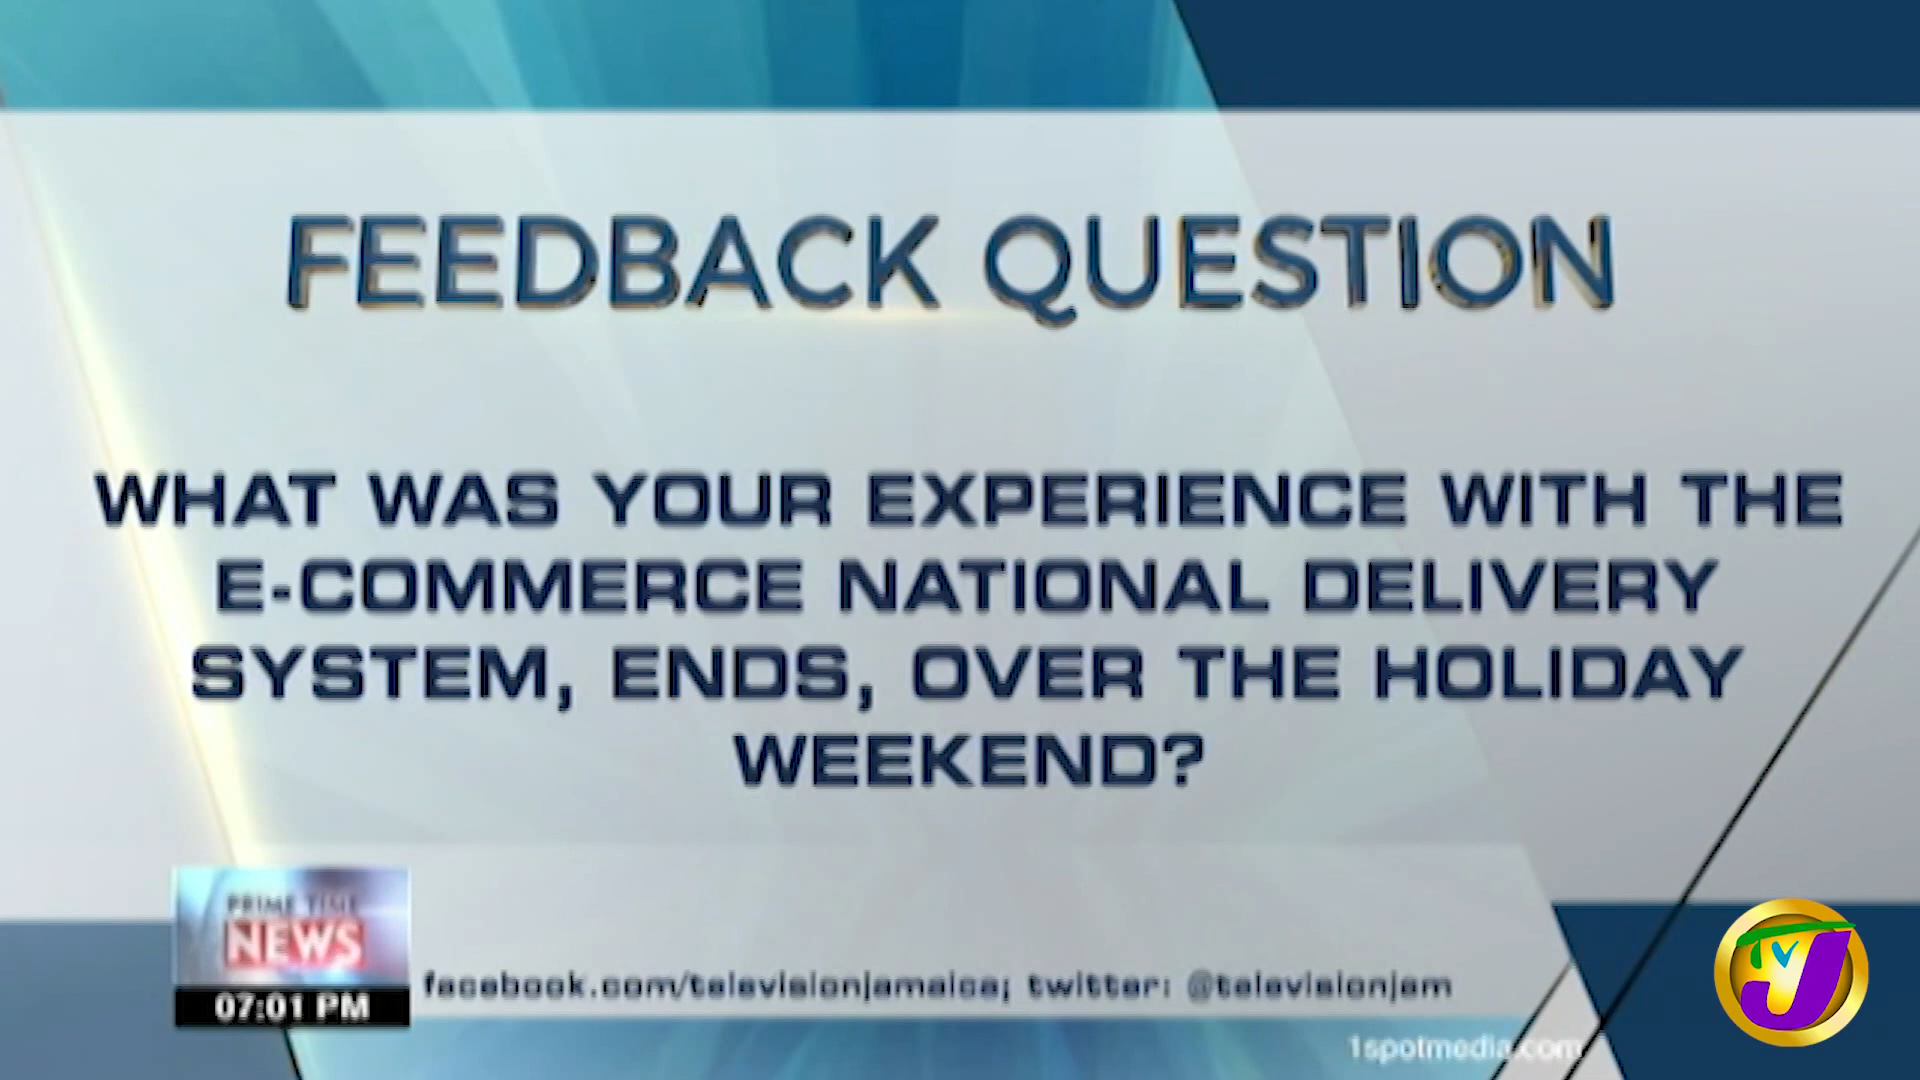 FEEDBACK QUESTION
WHAT WAS YOUR EXPERIENCE WITH THE
E-COMMERCE NATIONAL DELIVERY
SYSTEM, ENDS, OVER THE HOLIDAY
WEEKEND?
PRIME TIME
NEWS
07:01 PM
facebook.com/televisionjamaica; twitter: @televisionjam
TVJ
1spotmedia.com